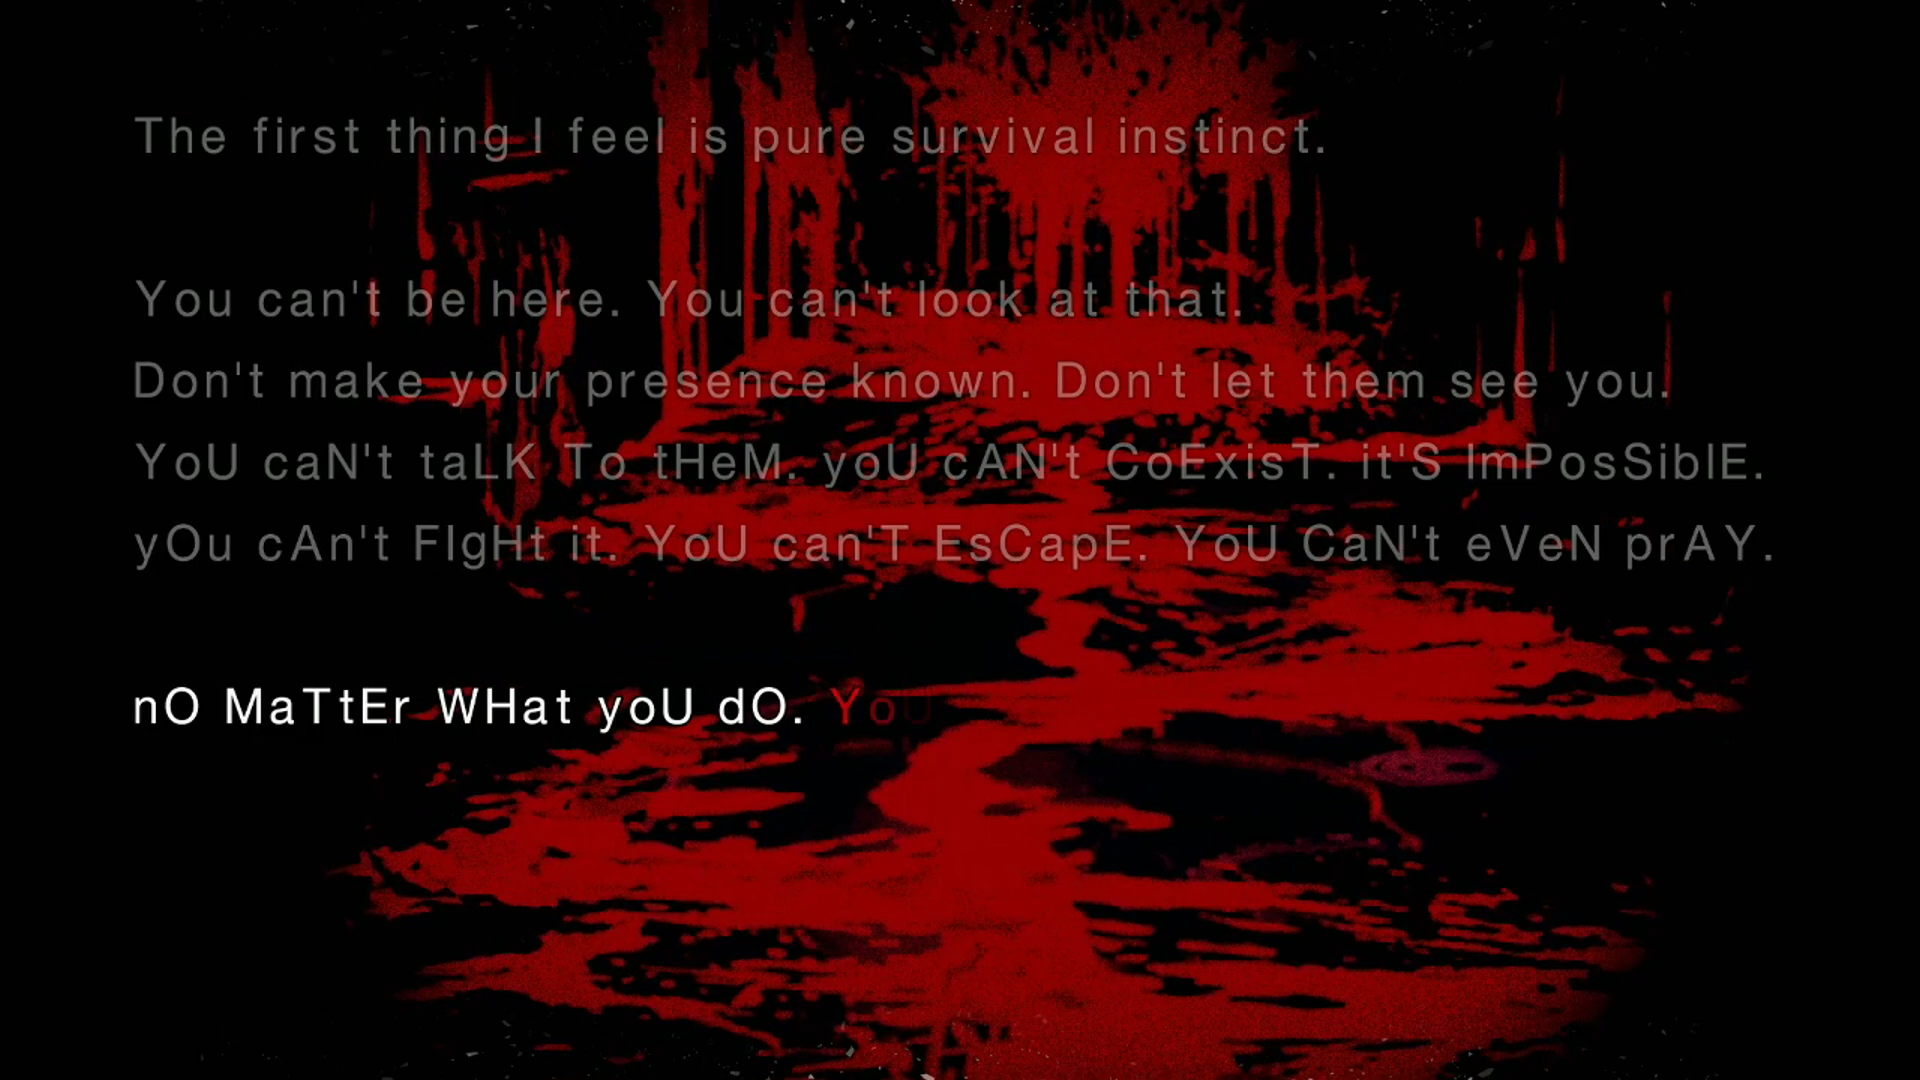 The first thing I feel is pure survival instinct.
You can't be here. You can't look at that.
Don't make your presence known. Don't let them see you.
YoU caN't taLK To tHeM. yoU cAN't CoExisT. it'S ImPosSiblE.
yOu cAn't FIgHt it. YoU can'T EsCapE. YoU CaN't eVeN prAY.
nO MaTtEr WHat yoU dO. YoU